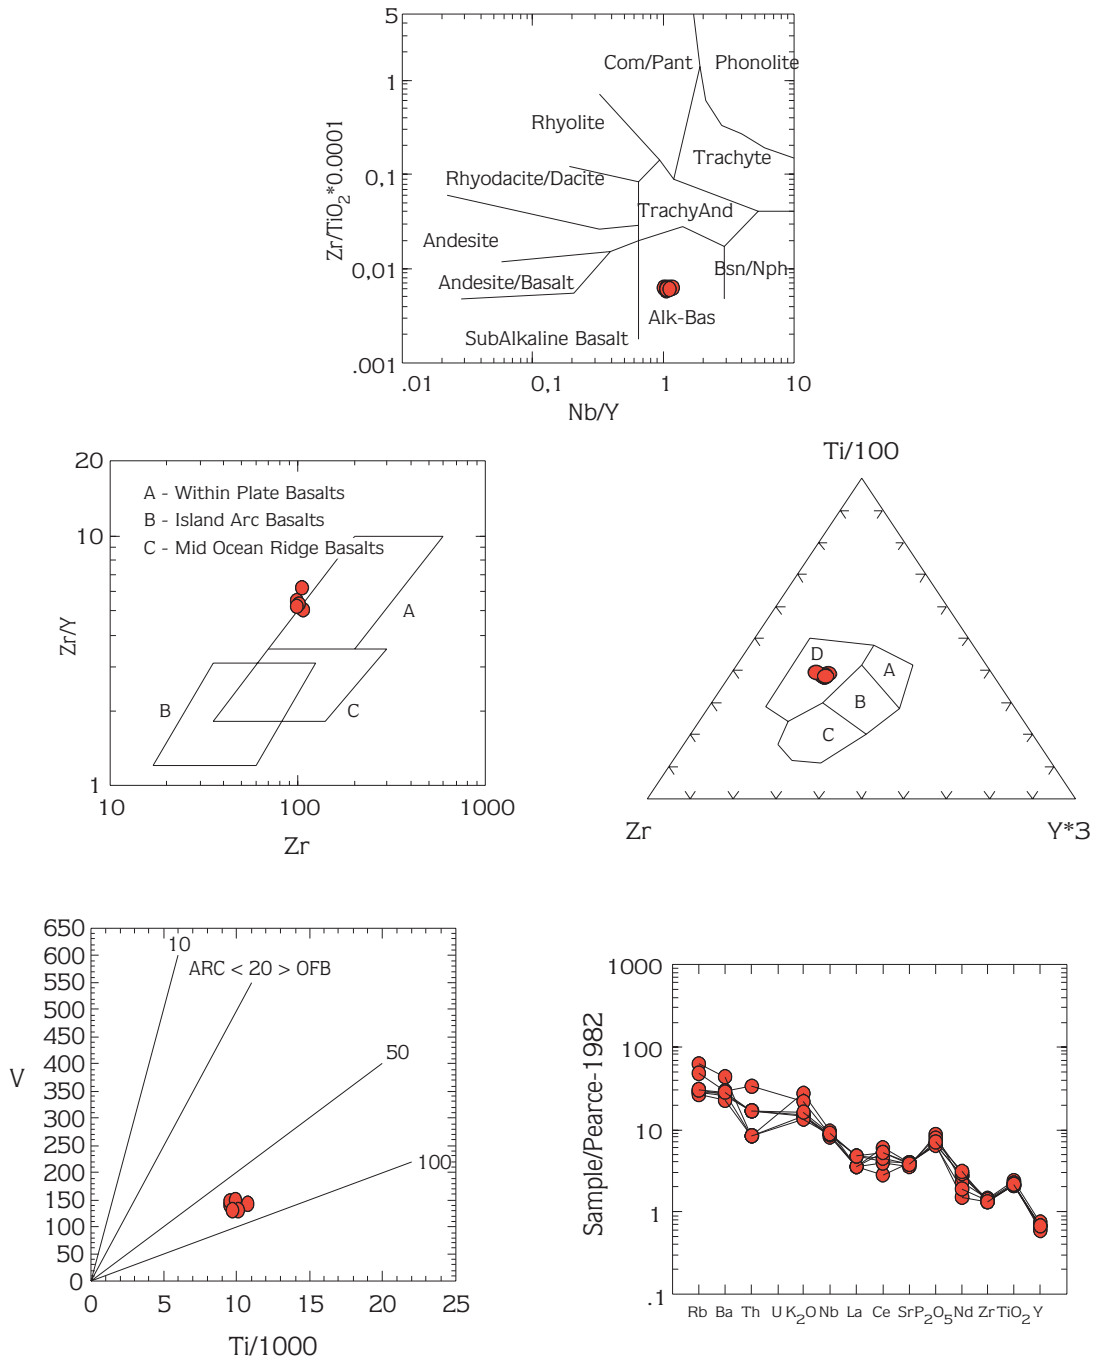 5
1
0,1
0,01
.001
Zr/TiO2*0.0001
Com/Pant
Phonolite
Rhyolite
Trachyte
Rhyodacite/Dacite
TrachyAnd
Andesite
Bsn/Nph
Andesite/Basalt
Alk-Bas
SubAlkaline Basalt
.01
0,1
1
10
Nb/Y
20
10
1
Zr/Y
A - Within Plate Basalts
B - Island Arc Basalts
C - Mid Ocean Ridge Basalts
A
B
C
10
100
1000
Zr
Ti/100
D
A
B
C
Zr
Y*3
650
600
550
500
450
400
350
300
250
200
150
100
50
0
V
10
ARC < 20 > OFB
50
100
0
5
10
15
20
25
Ti/1000
1000
100
10
1
.1
Sample/Pearce-1982
Rb Ba Th U K2O Nb La Ce Sr P2O5 Nd Zr TiO2 Y